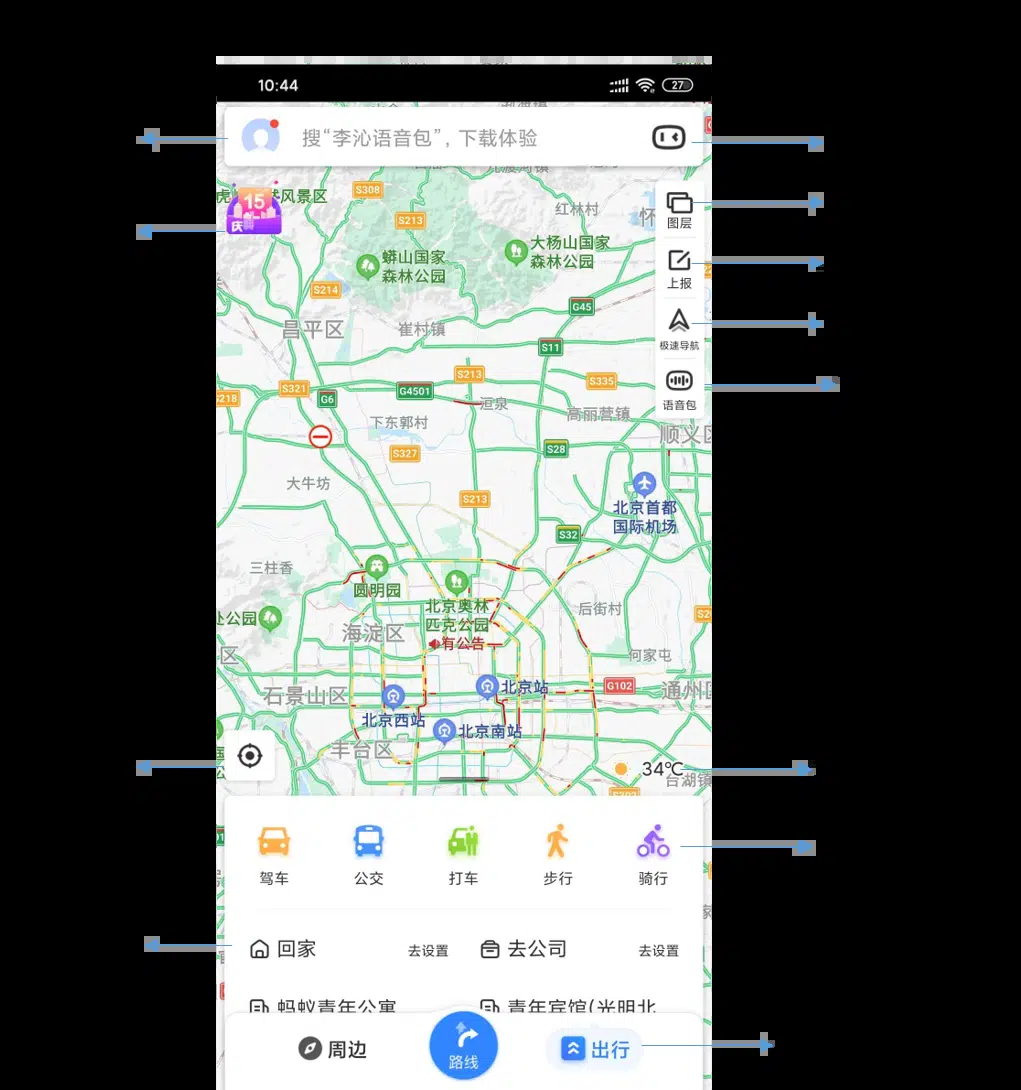 10:44
27
搜“李沁语音包”，下载体验
15
庆
风景区
S308
S213
红林村
怀
图层
大杨山国家
森林公园
蟒山国家
森林公园
上报
S214
G45
昌平区
崔村镇
极速导航
S11
S213
S335
S321
G6
G4501
218
语音包
洹泉
高丽营镇
下东郭村
顺义区
S327
S28
大牛坊
北京首都
国际机场
S213
S32
三柱香
圆明园
北京奥林
匹克公园
有公告
后街村
处公园
海淀区
区
何家屯
石景山区
北京西站
北京站
G102
通州区
北京南站
丰台区
34℃
台湖镇
驾车
公交
打车
步行
骑行
回家
去设置
去公司
去设置
蚂蚁青年公寓
青年宾馆(光明北
周边
路线
出行